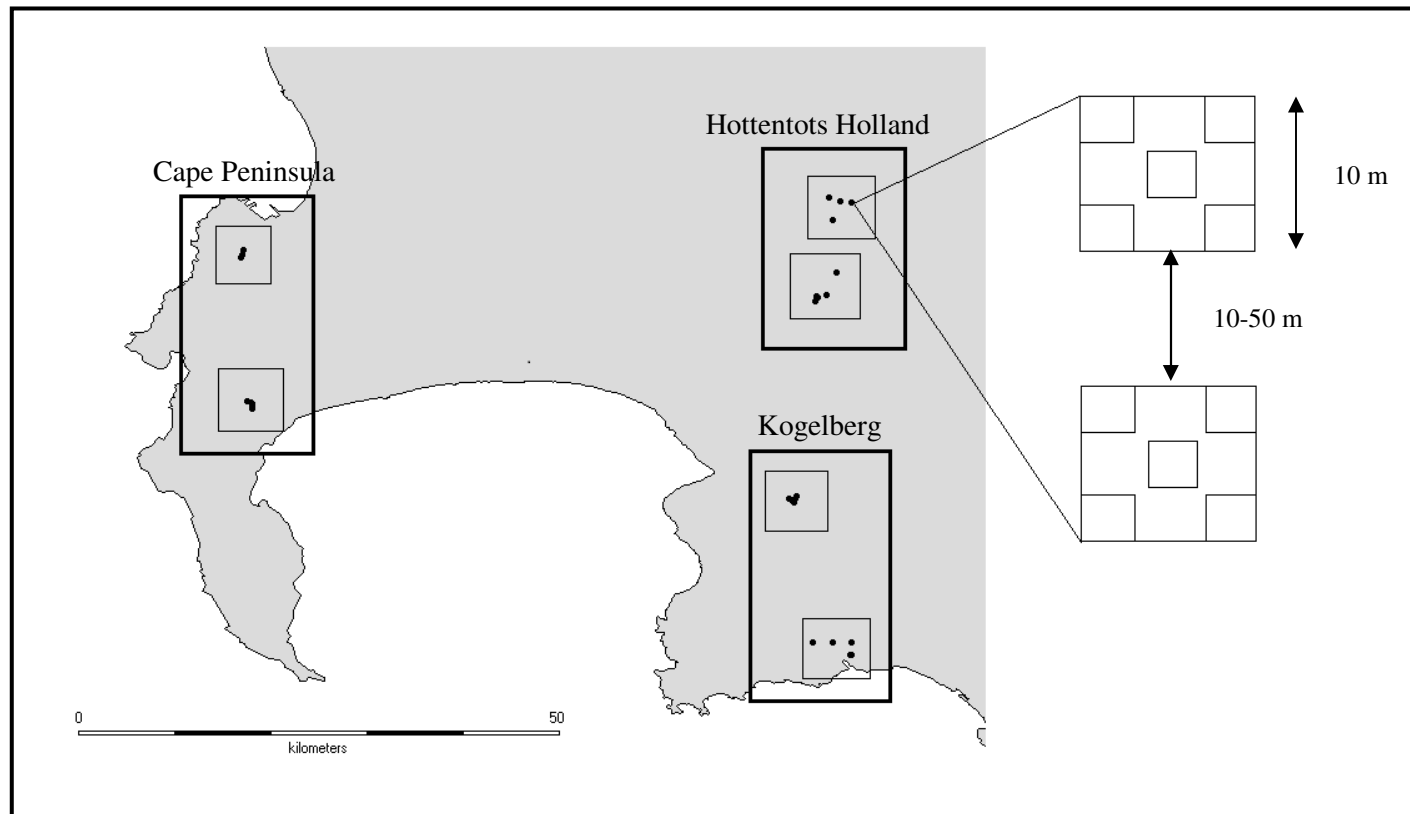 Hottentots Holland
Cape Peninsula
10 m
10-50 m
Kogelberg
0 50
kilometers